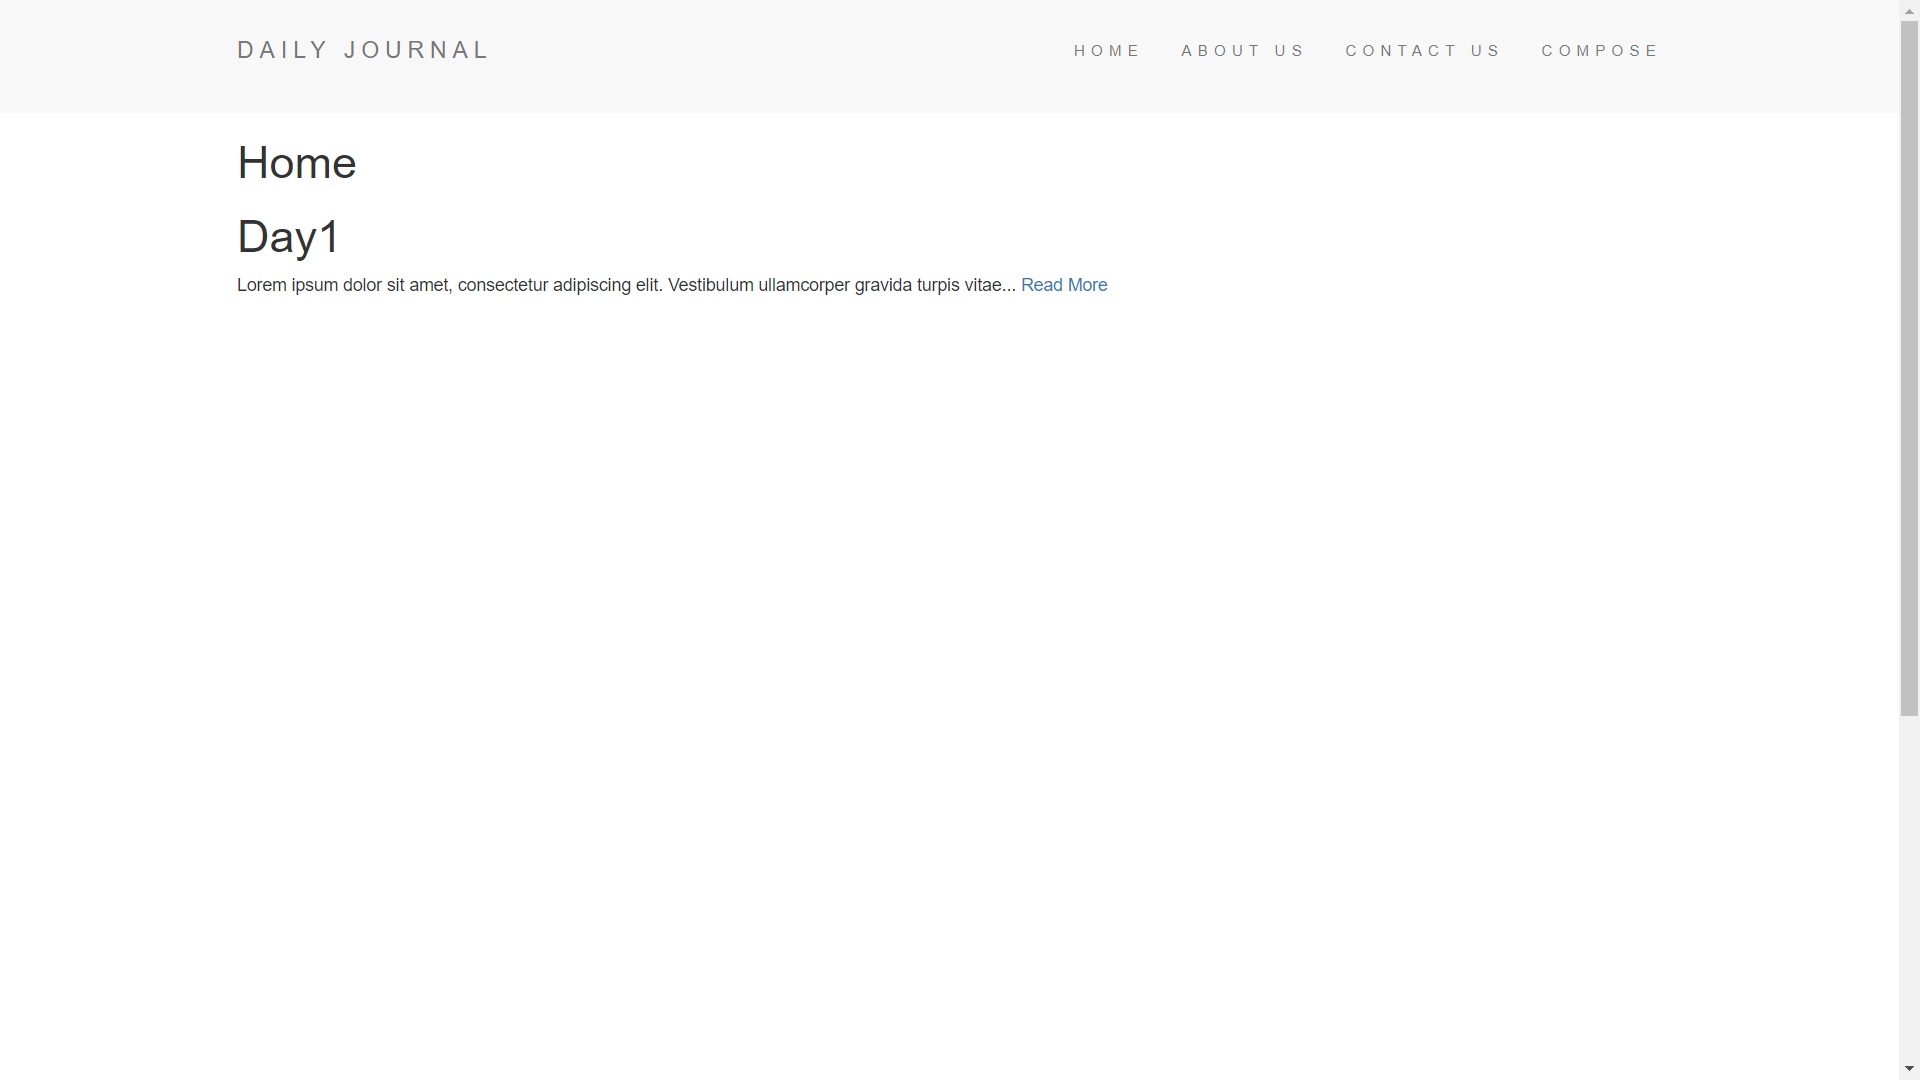 DAILY JOURNAL
HOME ABOUT US CONTACT US COMPOSE
Home
Day1
Lorem ipsum dolor sit amet, consectetur adipiscing elit. Vestibulum ullamcorper gravida turpis vitae... Read More